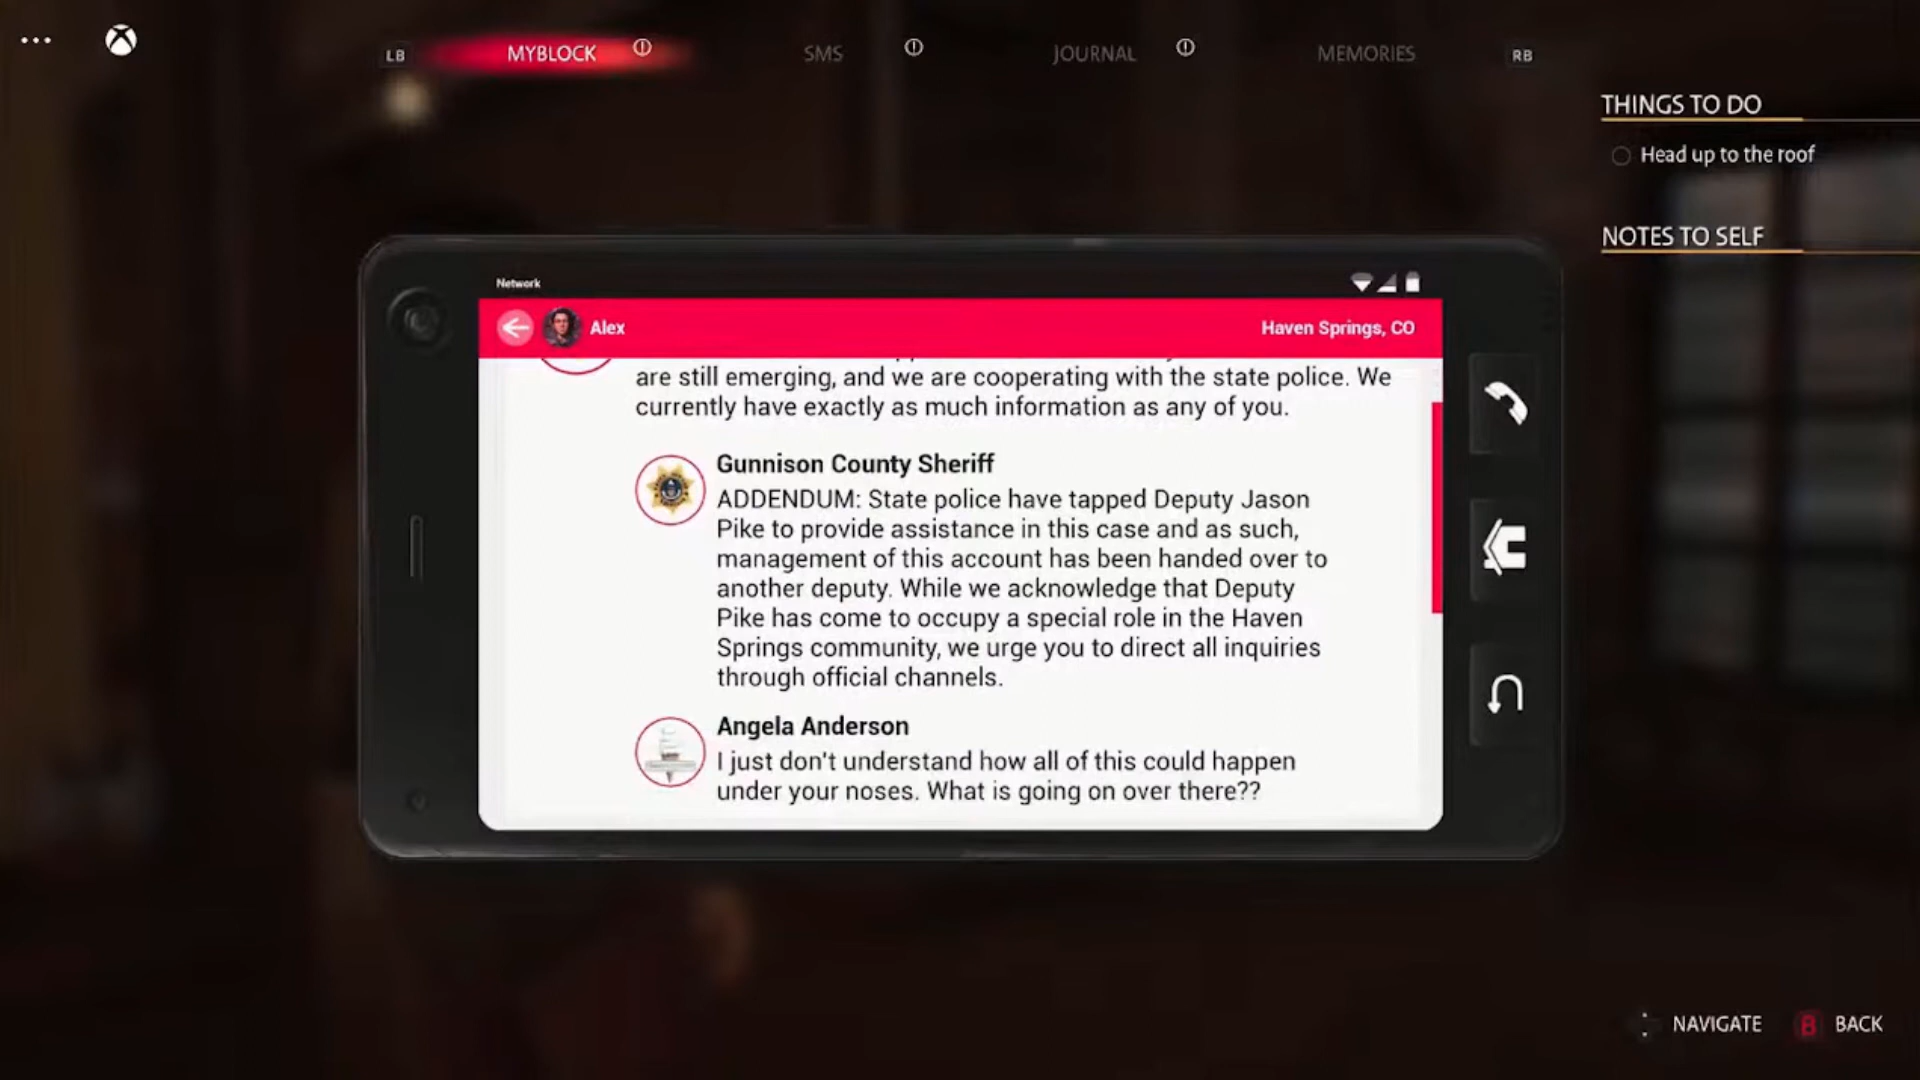 LB
MYBLOCK
SMS
JOURNAL
MEMORIES
RB
THINGS TO DO
Head up to the roof
NOTES TO SELF
Network
Alex
Haven Springs, CO
are still emerging, and we are cooperating with the state police. We
currently have exactly as much information as any of you.
Gunnison County Sheriff
ADDENDUM: State police have tapped Deputy Jason
Pike to provide assistance in this case and as such,
management of this account has been handed over to
another deputy. While we acknowledge that Deputy
Pike has come to occupy a special role in the Haven
Springs community, we urge you to direct all inquiries
through official channels.
Angela Anderson
I just don't understand how all of this could happen
under your noses. What is going on over there??
NAVIGATE
B BACK